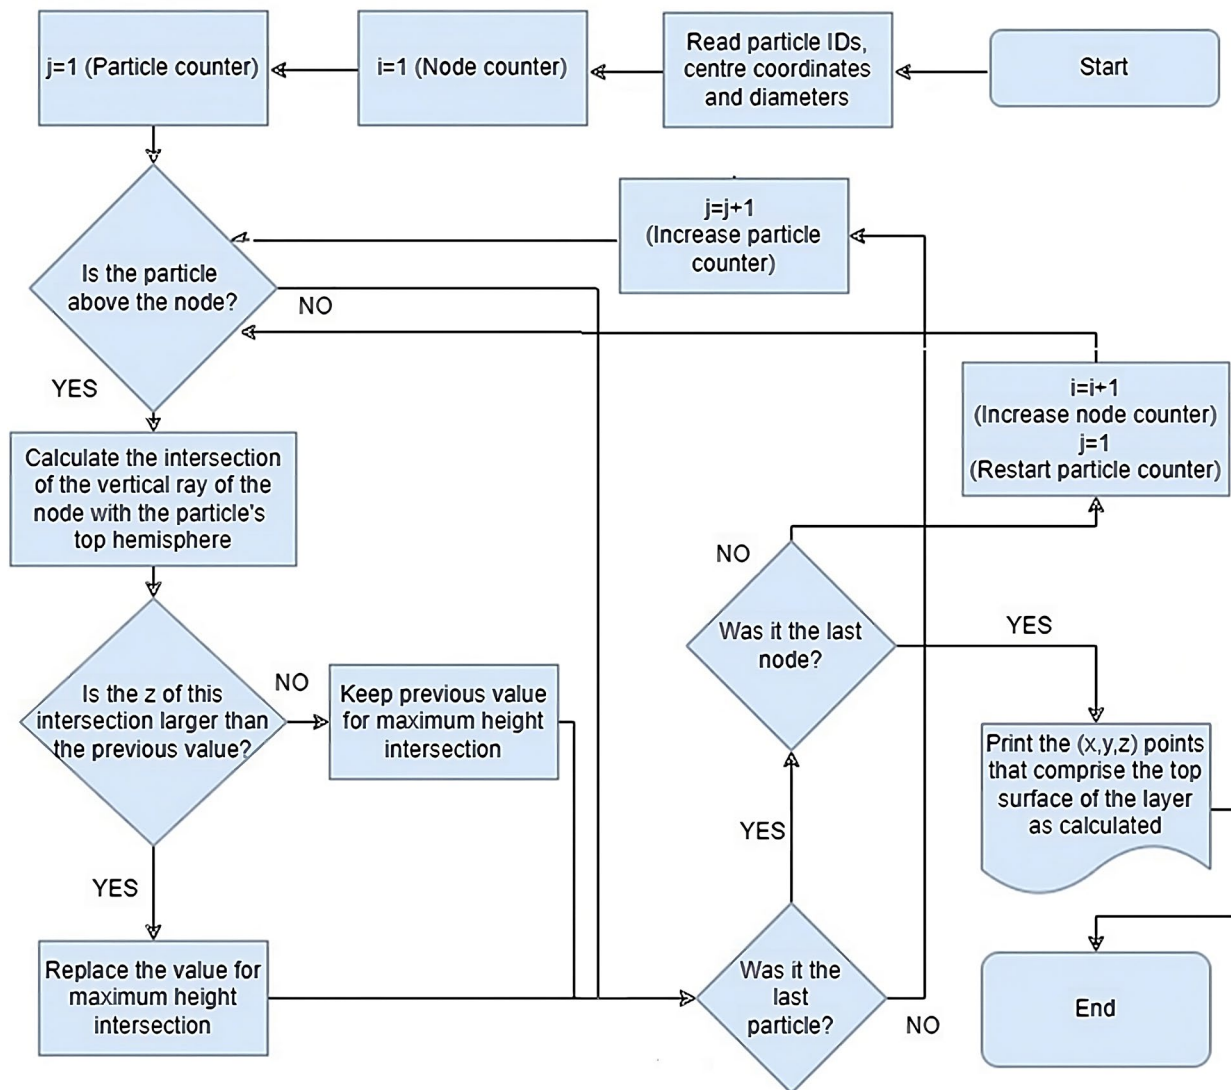 Start
Read particle IDs,
centre coordinates
and diameters
i=1 (Node counter)
j=1 (Particle counter)
Is the particle
above the node?
NO
YES
j=j+1
(Increase particle
counter)
i=i+1
(Increase node counter)
j=1
(Restart particle counter)
Calculate the intersection
of the vertical ray of the
node with the particle's
top hemisphere
Is the z of this
intersection larger than
the previous value?
NO
Keep previous value
for maximum height
intersection
YES
Replace the value for
maximum height
intersection
Was it the
last
particle?
NO
YES
Was it the last
node?
NO
YES
Print the (x,y,z) points
that comprise the top
surface of the layer
as calculated
End